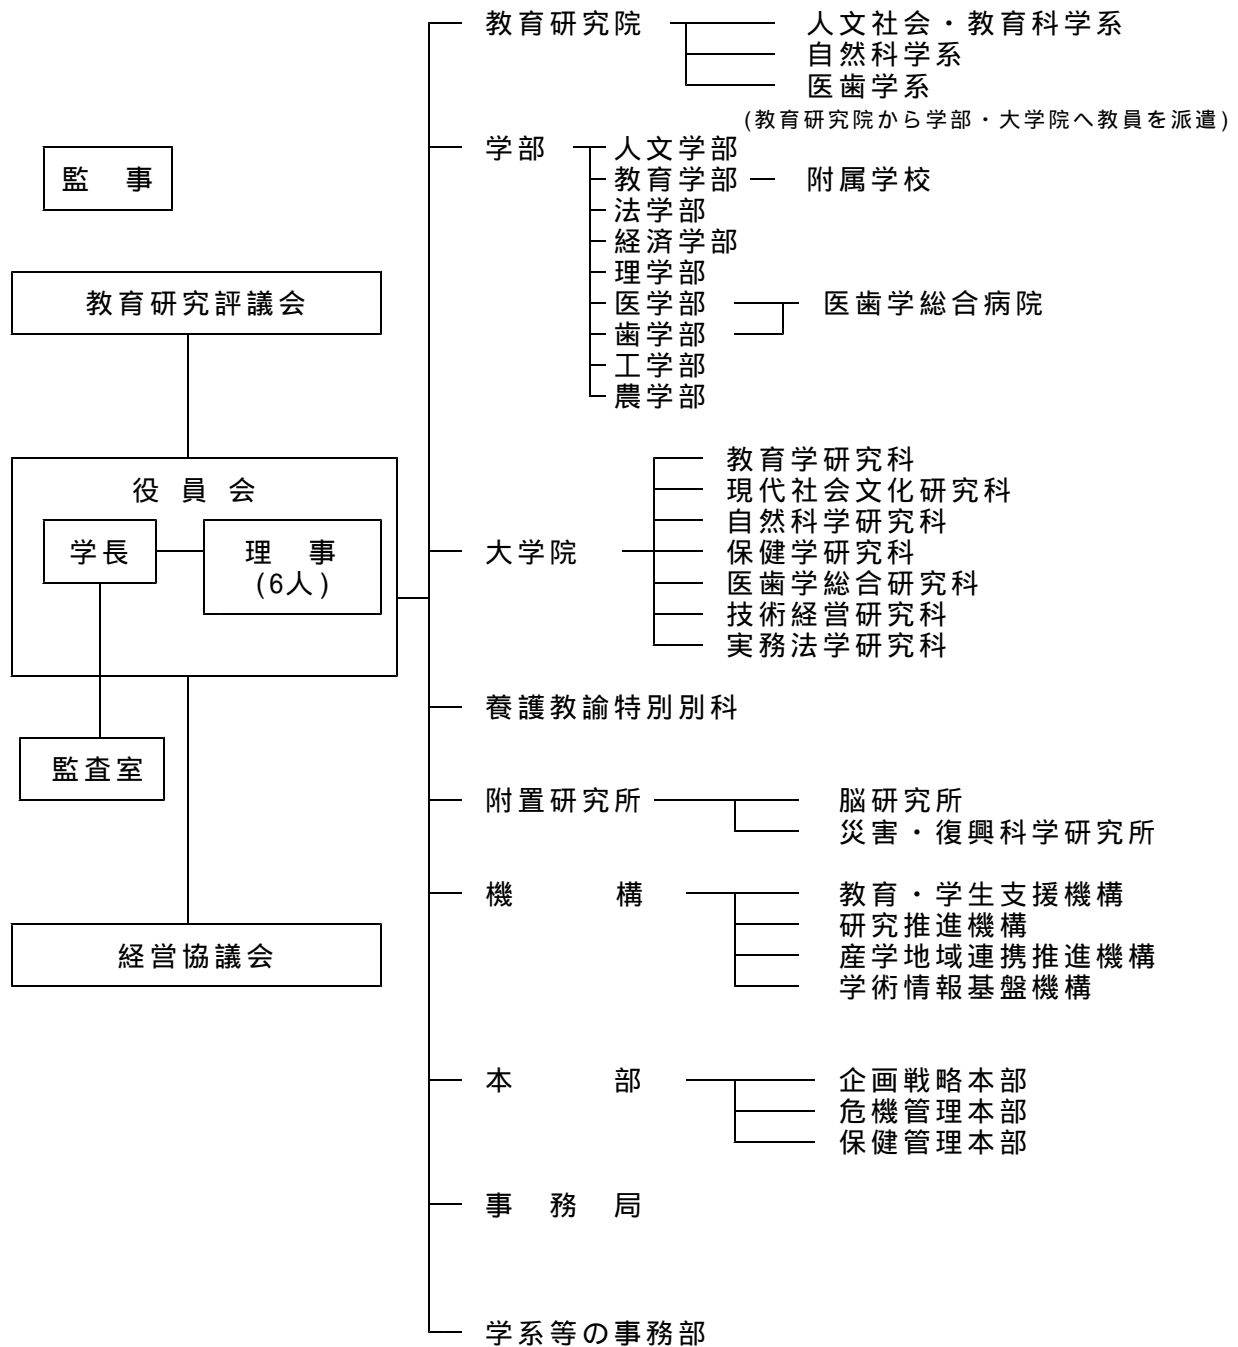 監　事
教育研究評議会
役 員 会
学長
理　事
(6人)
監査室
経営協議会
教育研究院
人文社会・教育科学系
自然科学系
医歯学系
(教育研究院から学部・大学院へ教員を派遣)
学部
人文学部
教育学部
附属学校
法学部
経済学部
理学部
医学部
医歯学総合病院
歯学部
工学部
農学部
大学院
教育学研究科
現代社会文化研究科
自然科学研究科
保健学研究科
医歯学総合研究科
技術経営研究科
実務法学研究科
養護教諭特別別科
附置研究所
脳研究所
災害・復興科学研究所
機　　　構
教育・学生支援機構
研究推進機構
産学地域連携推進機構
学術情報基盤機構
本　　　部
企画戦略本部
危機管理本部
保健管理本部
事　務　局
学系等の事務部